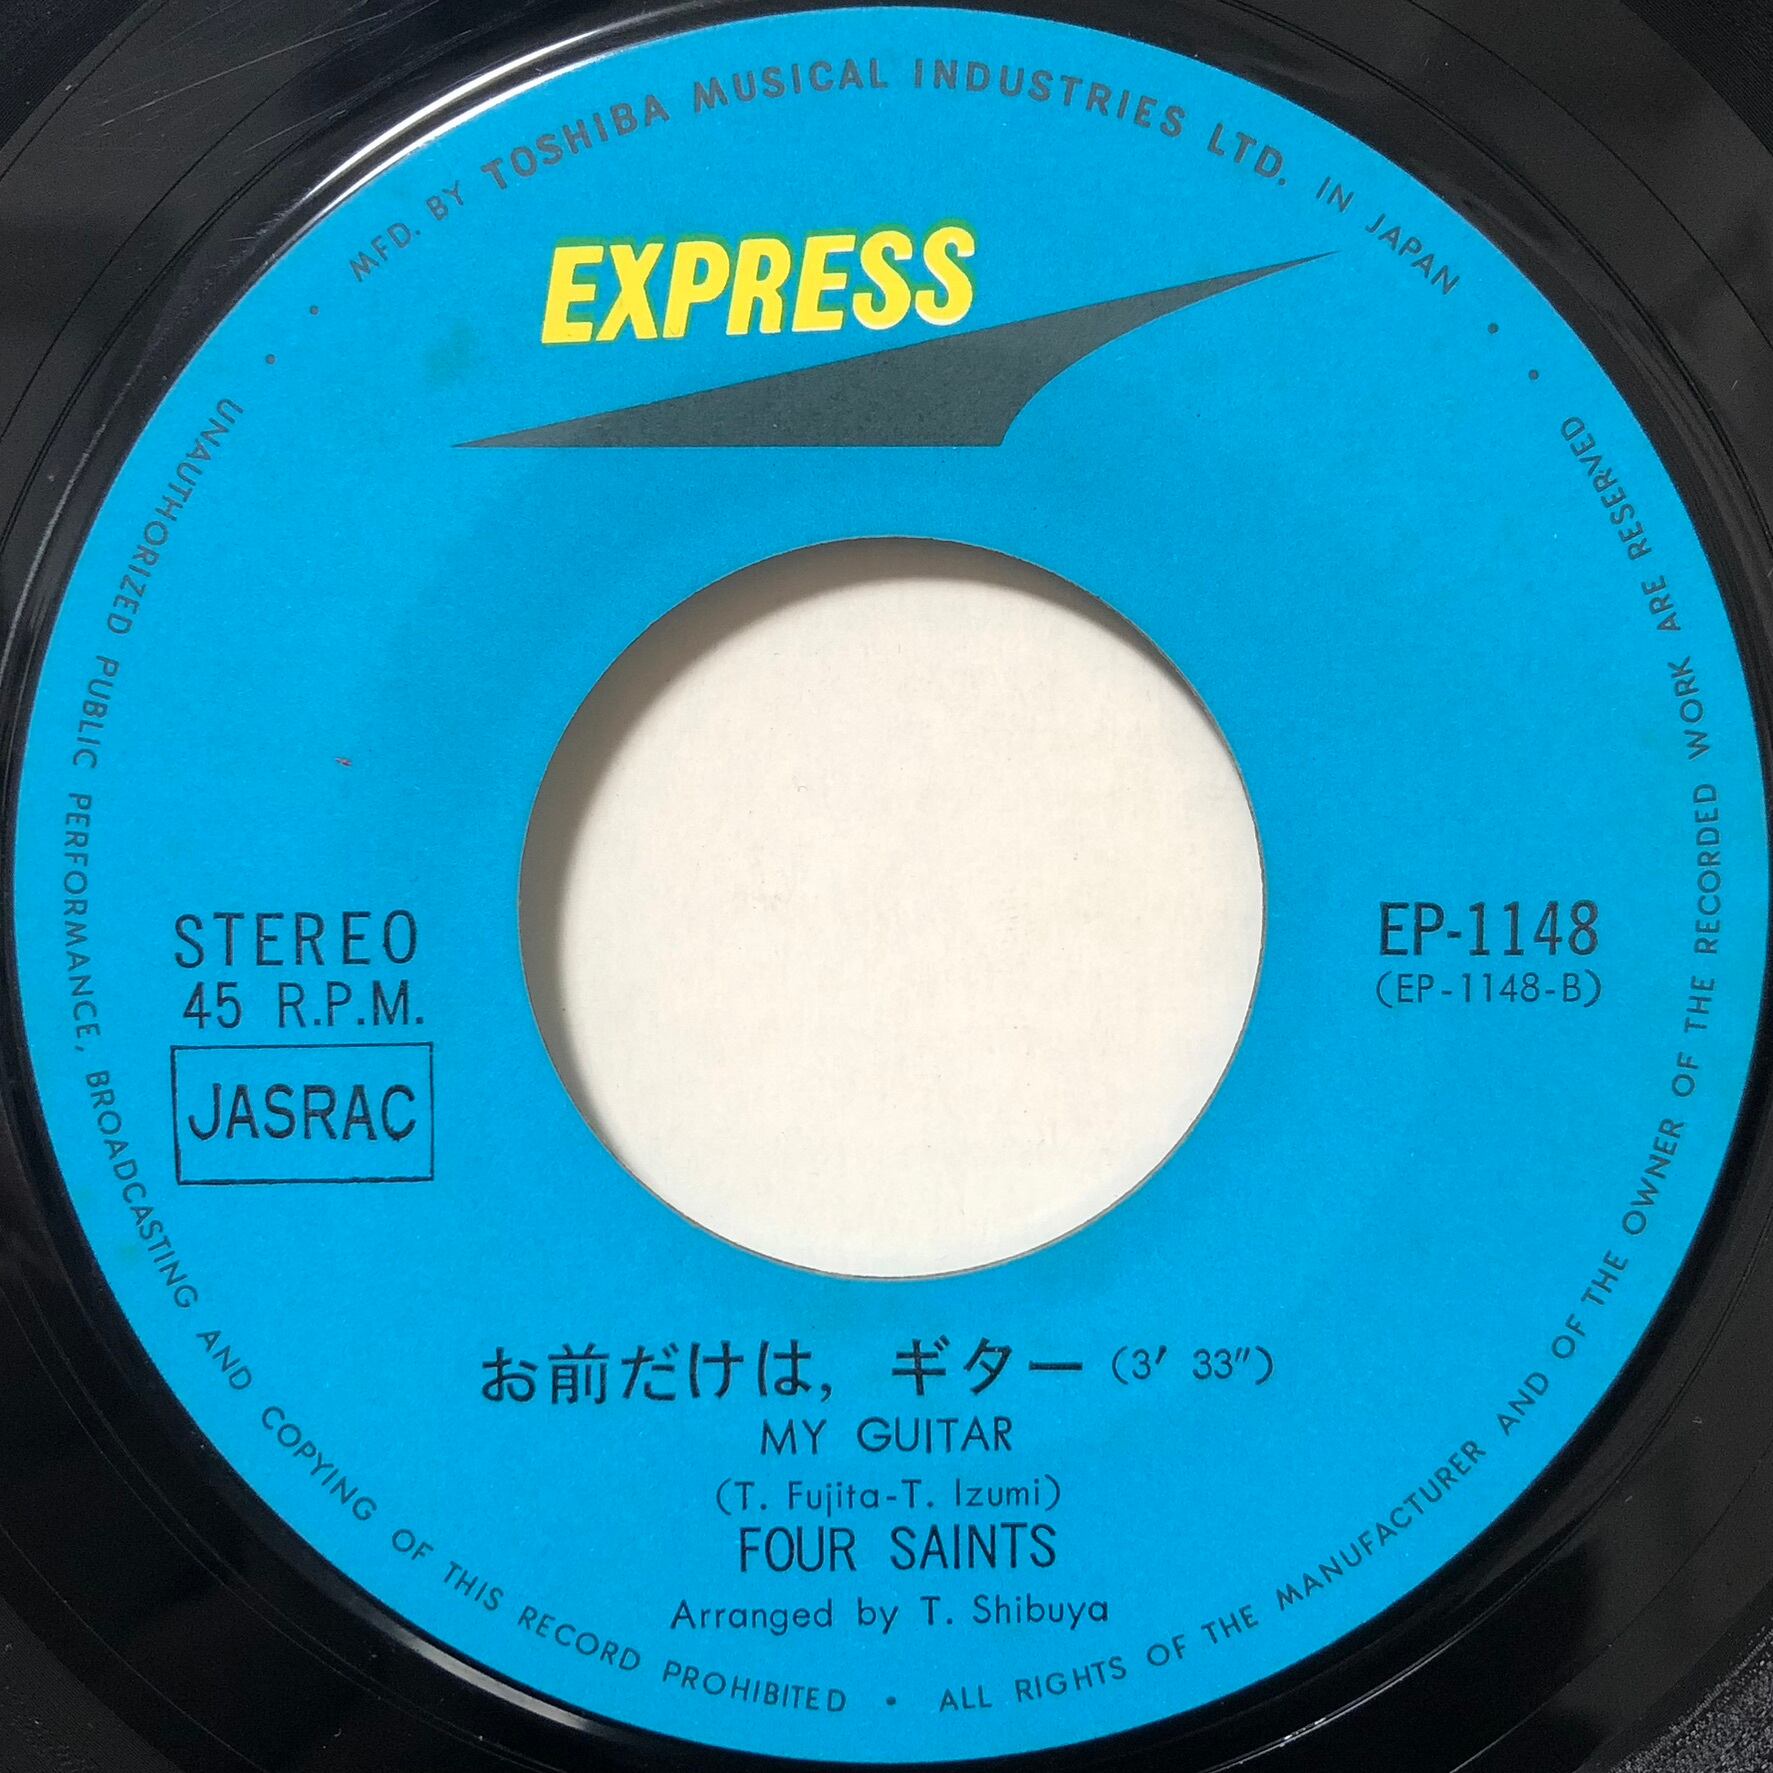 MFD. BY TOSHIBA MUSICAL INDUSTRIES LTD. IN JAPAN
EXPRESS
STEREO
45 R.P.M.
JASRAC
EP-1148
(EP-1148-B)
お前だけは, ギター (3′ 33″)
MY GUITAR
(T. Fujita-T. Izumi)
FOUR SAINTS
Arranged by T. Shibuya
UNAUTHORIZED PUBLIC PERFORMANCE, BROADCASTING AND COPYING OF THIS RECORD PROHIBITED • ALL RIGHTS OF THE MANUFACTURER AND OF THE OWNER OF THE RECORDED WORK ARE RESERVED